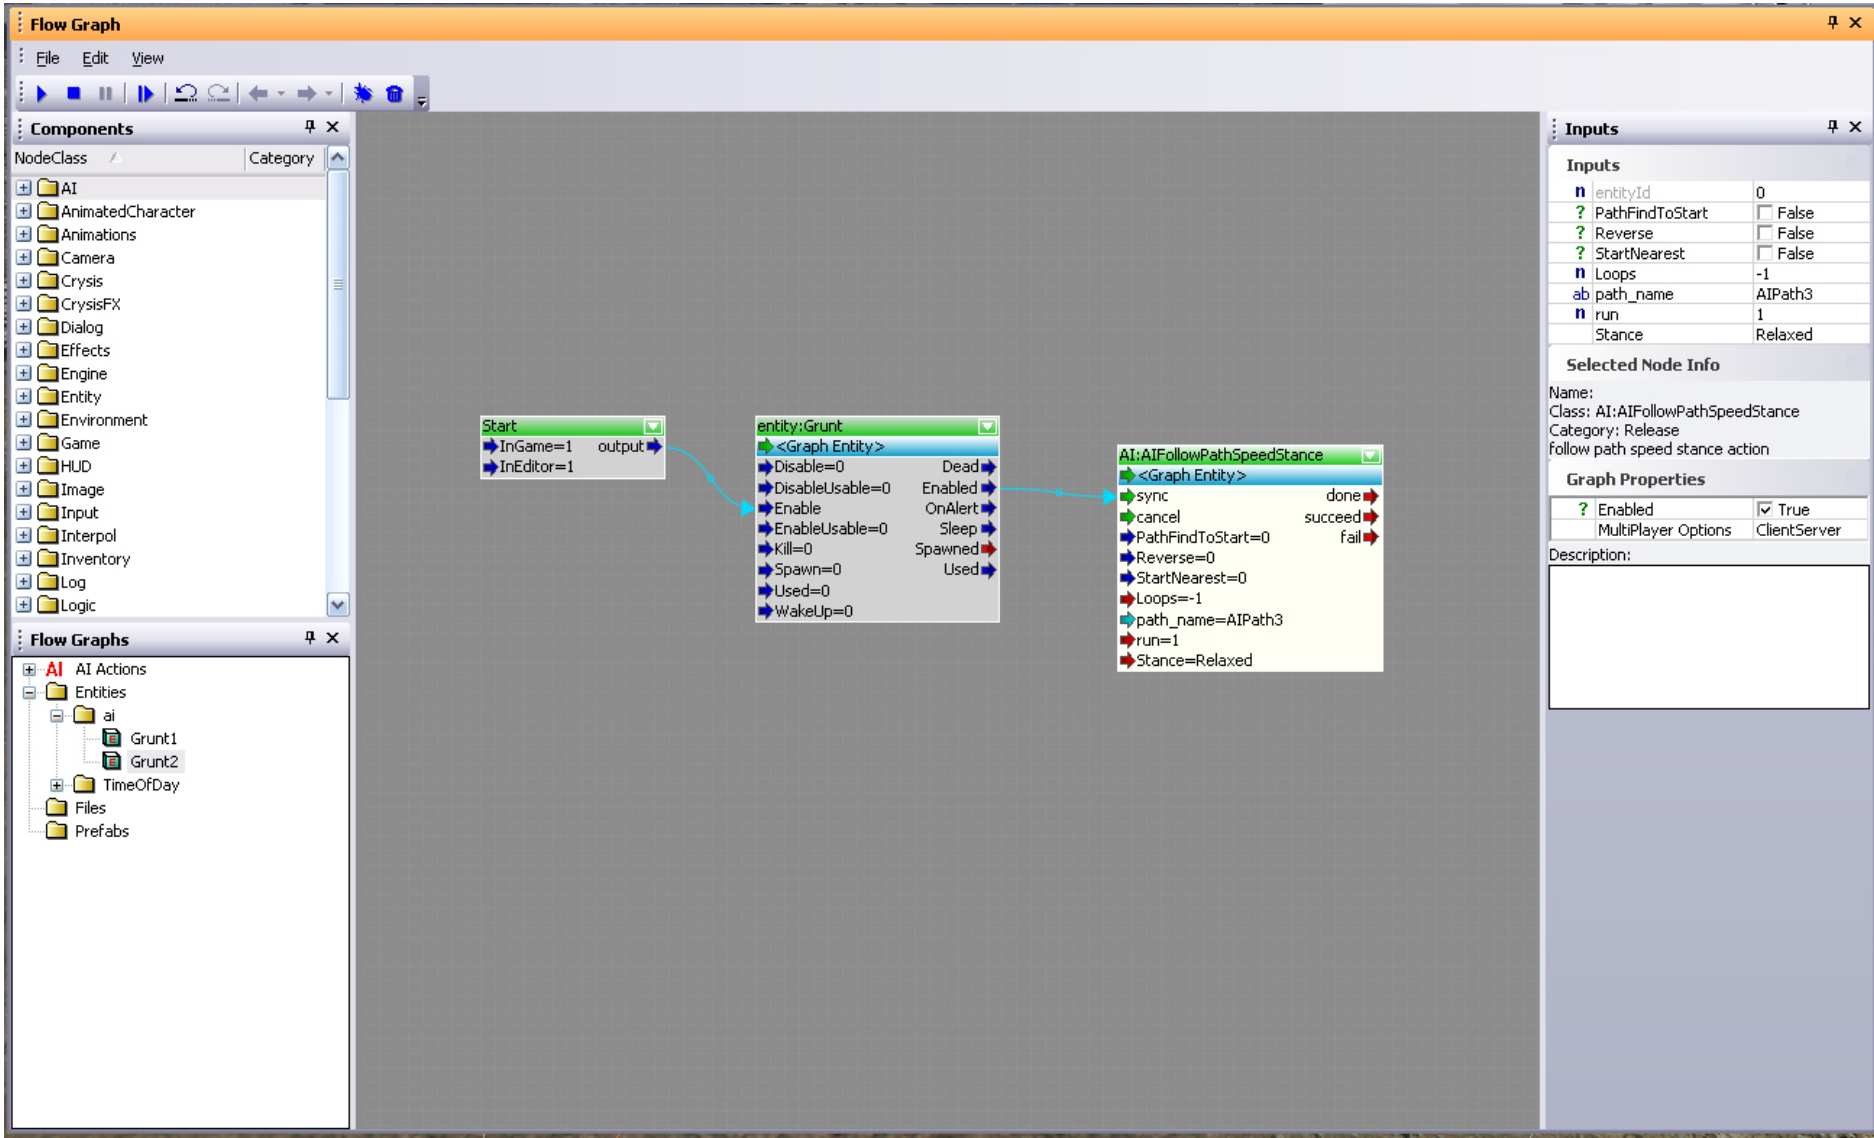 Flow Graph
File Edit View
Components
NodeClass Category
AI
AnimatedCharacter
Animations
Camera
Crysis
CrysisFX
Dialog
Effects
Engine
Entity
Environment
Game
HUD
Image
Input
Interpol
Inventory
Log
Logic
Flow Graphs
AI AI Actions
Entities
ai
E Grunt1
E Grunt2
TimeOfDay
Files
Prefabs
Start
InGame=1 output
InEditor=1
entity:Grunt
<Graph Entity>
Disable=0 Dead
DisableUsable=0 Enabled
Enable OnAlert
EnableUsable=0 Sleep
Kill=0 Spawned
Spawn=0 Used
Used=0
WakeUp=0
AI:AIFollowPathSpeedStance
<Graph Entity>
sync done
cancel succeed
PathFindToStart=0 fail
Reverse=0
StartNearest=0
Loops=-1
path_name=AIPath3
run=1
Stance=Relaxed
Inputs
Inputs
n entityId 0
? PathFindToStart False
? Reverse False
? StartNearest False
n Loops -1
ab path_name AIPath3
n run 1
Stance Relaxed
Selected Node Info
Name:
Class: AI:AIFollowPathSpeedStance
Category: Release
follow path speed stance action
Graph Properties
? Enabled True
MultiPlayer Options ClientServer
Description: